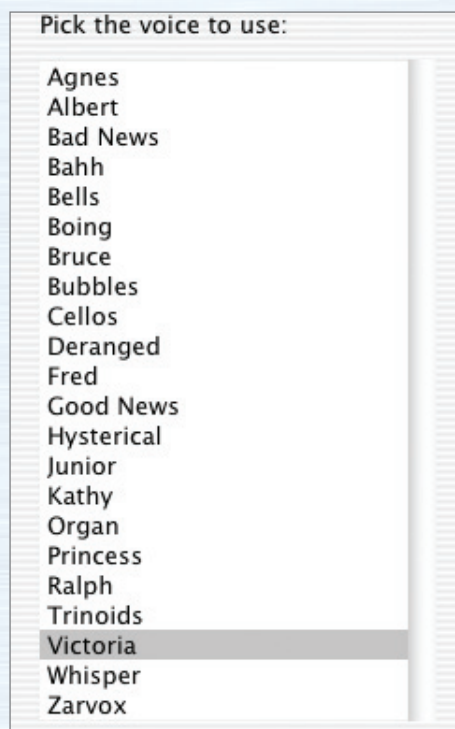 Pick the voice to use:
Agnes
Albert
Bad News
Bahh
Bells
Boing
Bruce
Bubbles
Cellos
Deranged
Fred
Good News
Hysterical
Junior
Kathy
Organ
Princess
Ralph
Trinoids
Victoria
Whisper
Zarvox